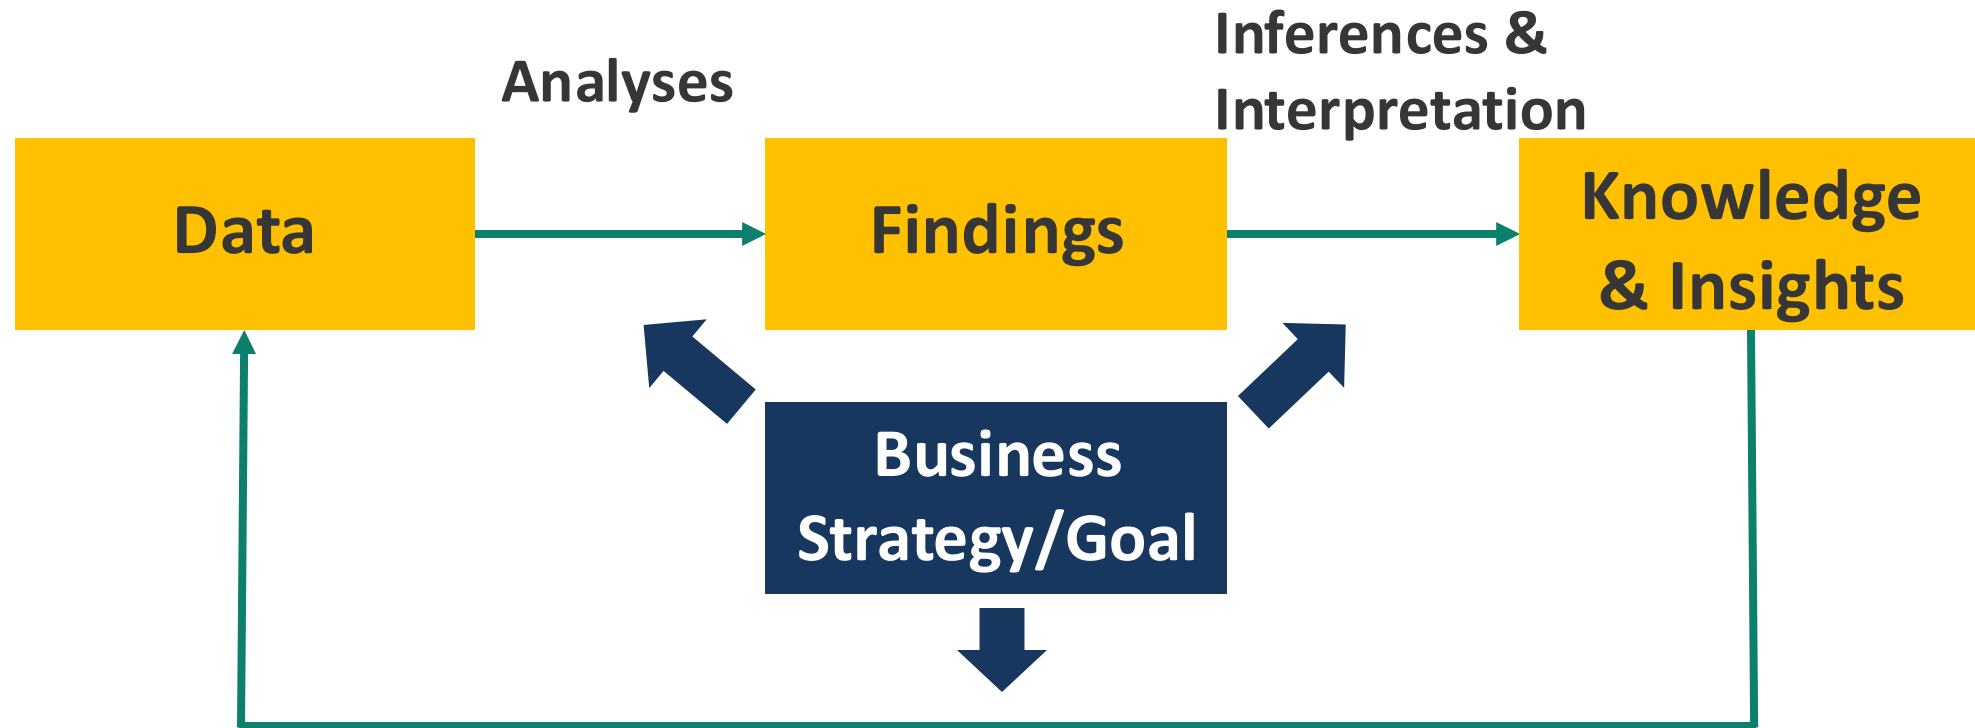 Analyses
Inferences &
Interpretation
Data
Findings
Knowledge
& Insights
Business
Strategy/Goal